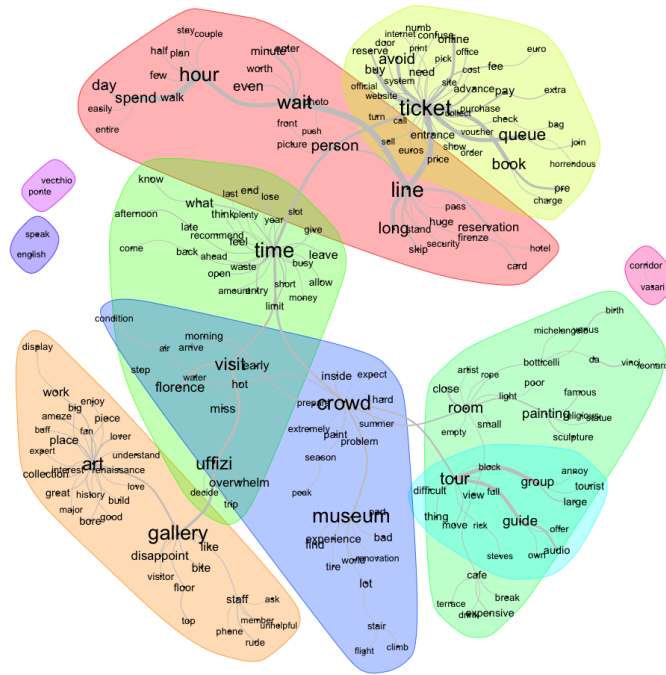 stay couple
half plan
minute enter
hour
few
worth
day
even
spend walk
easily
wait
photo
entire
front
push
picture person
numb
internet confuse
door online
reserve print office euro
avoid pick
buy need cost fee
system site
official advance pay extra
website ticket purchase
turn call collect check
entrance voucher queue bag
sell show join
euros order horrendous
price book
line pre
charge
pass
long huge reservation
stand firenze
security
skip hotel
card
vecchio
ponte
speak
english
corridor
vasari
know last end lose
what
think plenty slot
afternoon year
late give
recommend
feel
time
come back ahead leave
busy
waste
open allow
short
amount entry money
limit
condition
morning
air arrive
step visit early
water
florence hot
miss
uffizi
overwhelm
decide
trip
inside expect
crowd hard
prepare
summer
extremely paint
problem
season
peek
museum
experience bad
find
renovation
tire world
lot
stair
flight climb
display
work enjoy
big
ameze piece
baff fan lover
place
expert understand
art
interest renaissance
collection
love
great history
build
major good
bore
gallery
like
disappoint
bite
visitor
floor
staff ask
top member
unhelpful
phone
rude
birth
michelangelo
botticelli da vinci
artist
rope
close poor
light famous
room painting
religious
statue
small
empty sculpture
block
tour annoy
group tourist
difficult full
view large
thing guide
move offer
rick
steves own audio
cafe
break
terrace expensive
drink